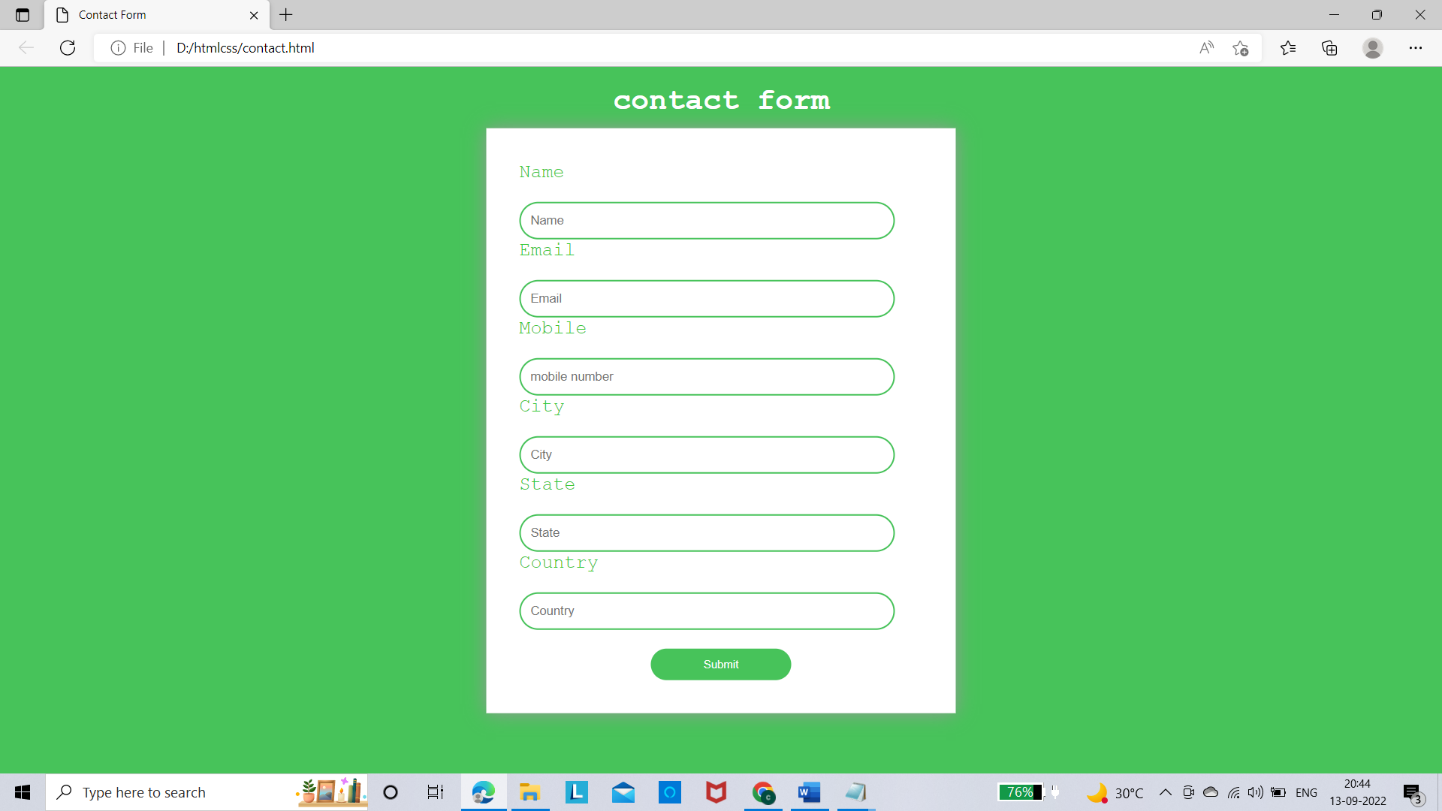 Contact Form
File | D:/htmlcss/contact.html
contact form
Name
Name
Email
Email
Mobile
mobile number
City
City
State
State
Country
Country
Submit
Type here to search
L
W
76%
30°C
ENG
20:44
13-09-2022
3